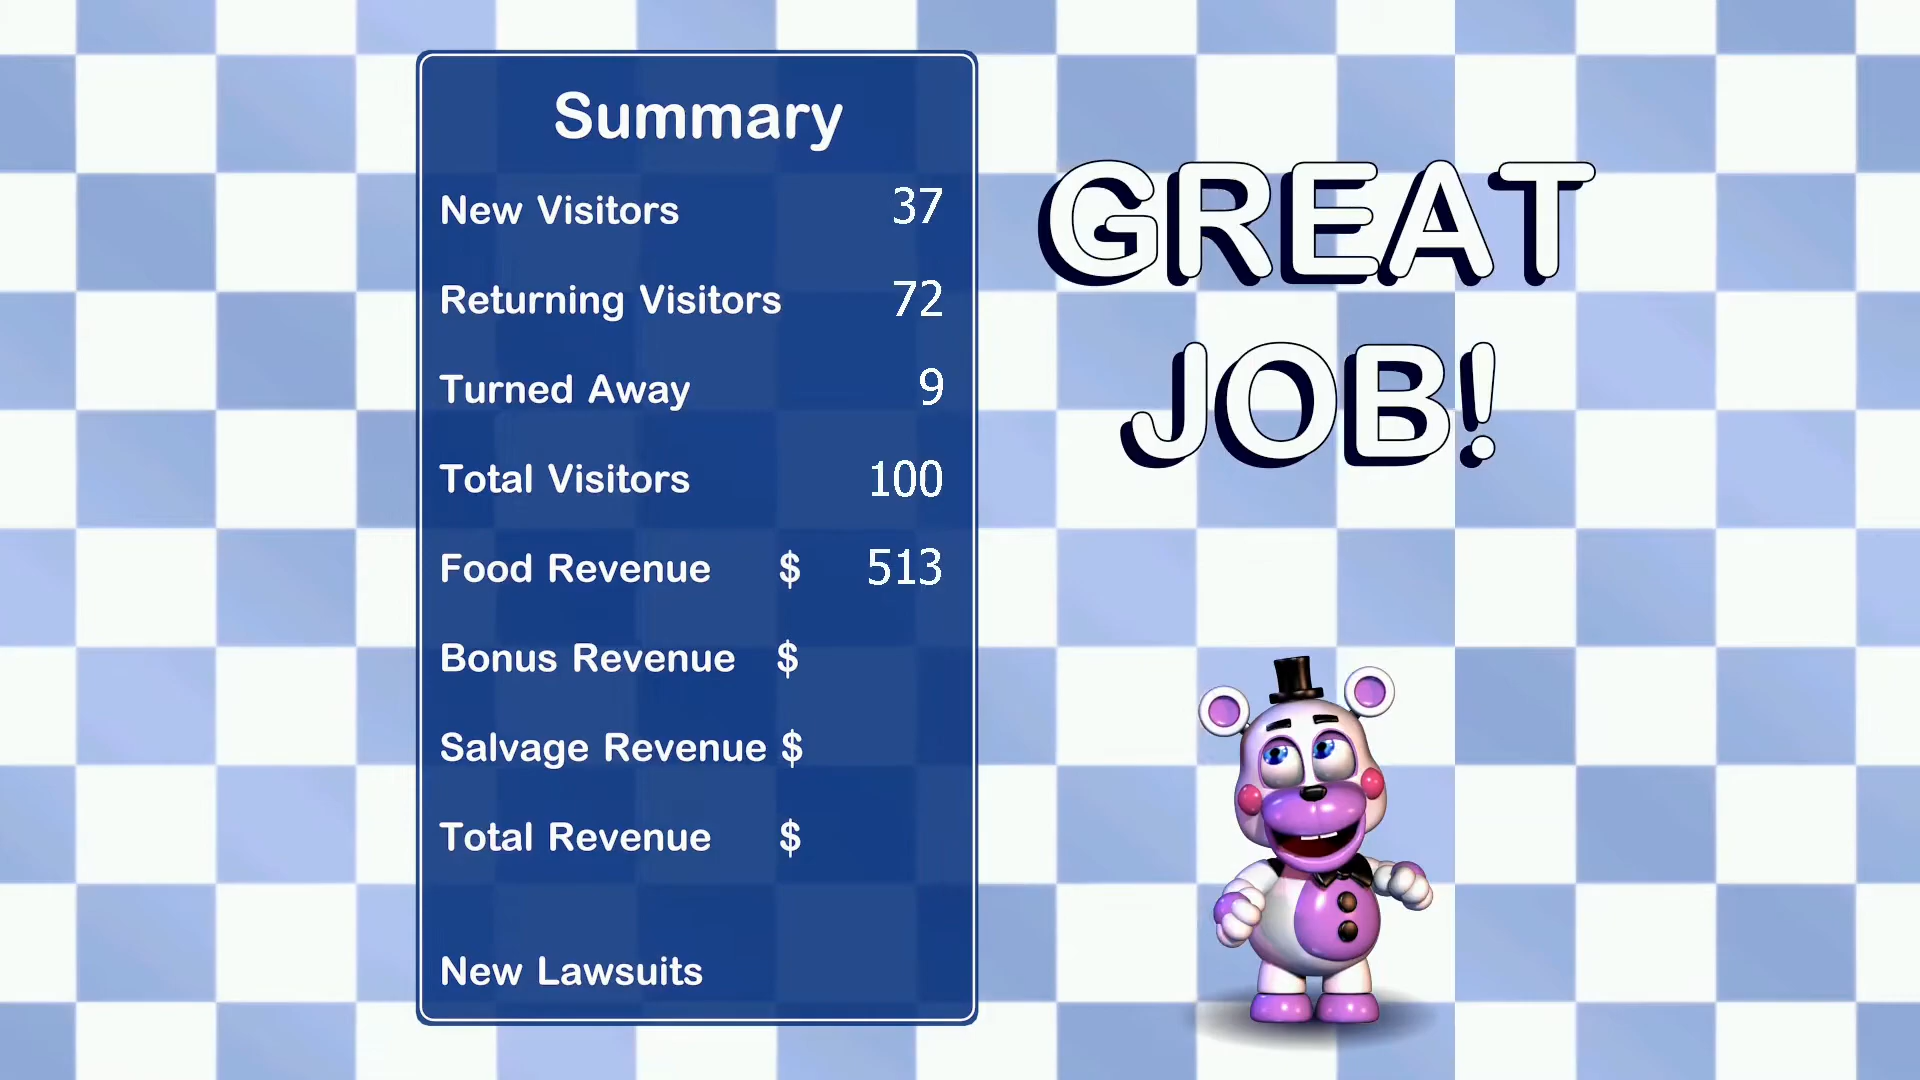 Summary
New Visitors 37
Returning Visitors 72
Turned Away 9
Total Visitors 100
Food Revenue $ 513
Bonus Revenue $
Salvage Revenue $
Total Revenue $
New Lawsuits
GREAT
JOB!